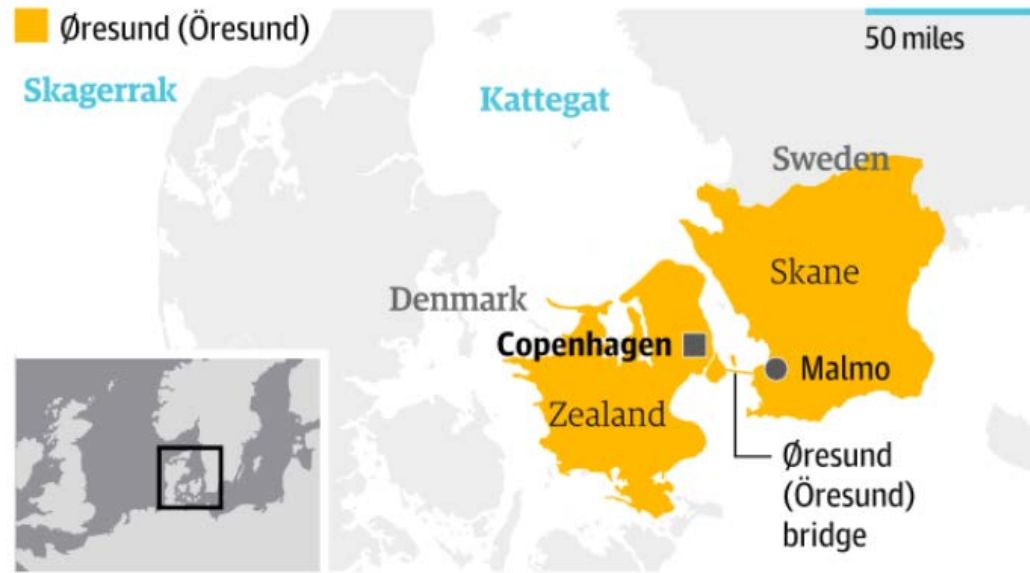 Øresund (Öresund)
50 miles
Skagerrak
Kattegat
Sweden
Skane
Denmark
Copenhagen
Malmo
Zealand
Øresund
(Öresund)
bridge